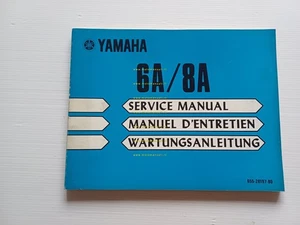 YAMAHA
6A/8A
SERVICE MANUAL
MANUEL D'ENTRETIEN
WARTUNGSANLEITUNG